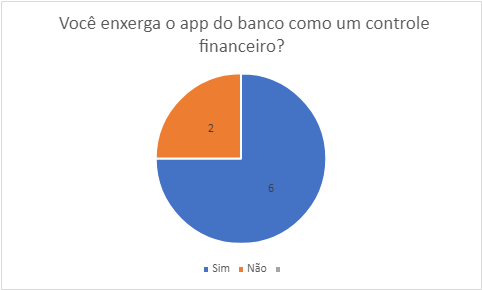 Você enxerga o app do banco como um controle
financeiro?
2
6
Sim Não